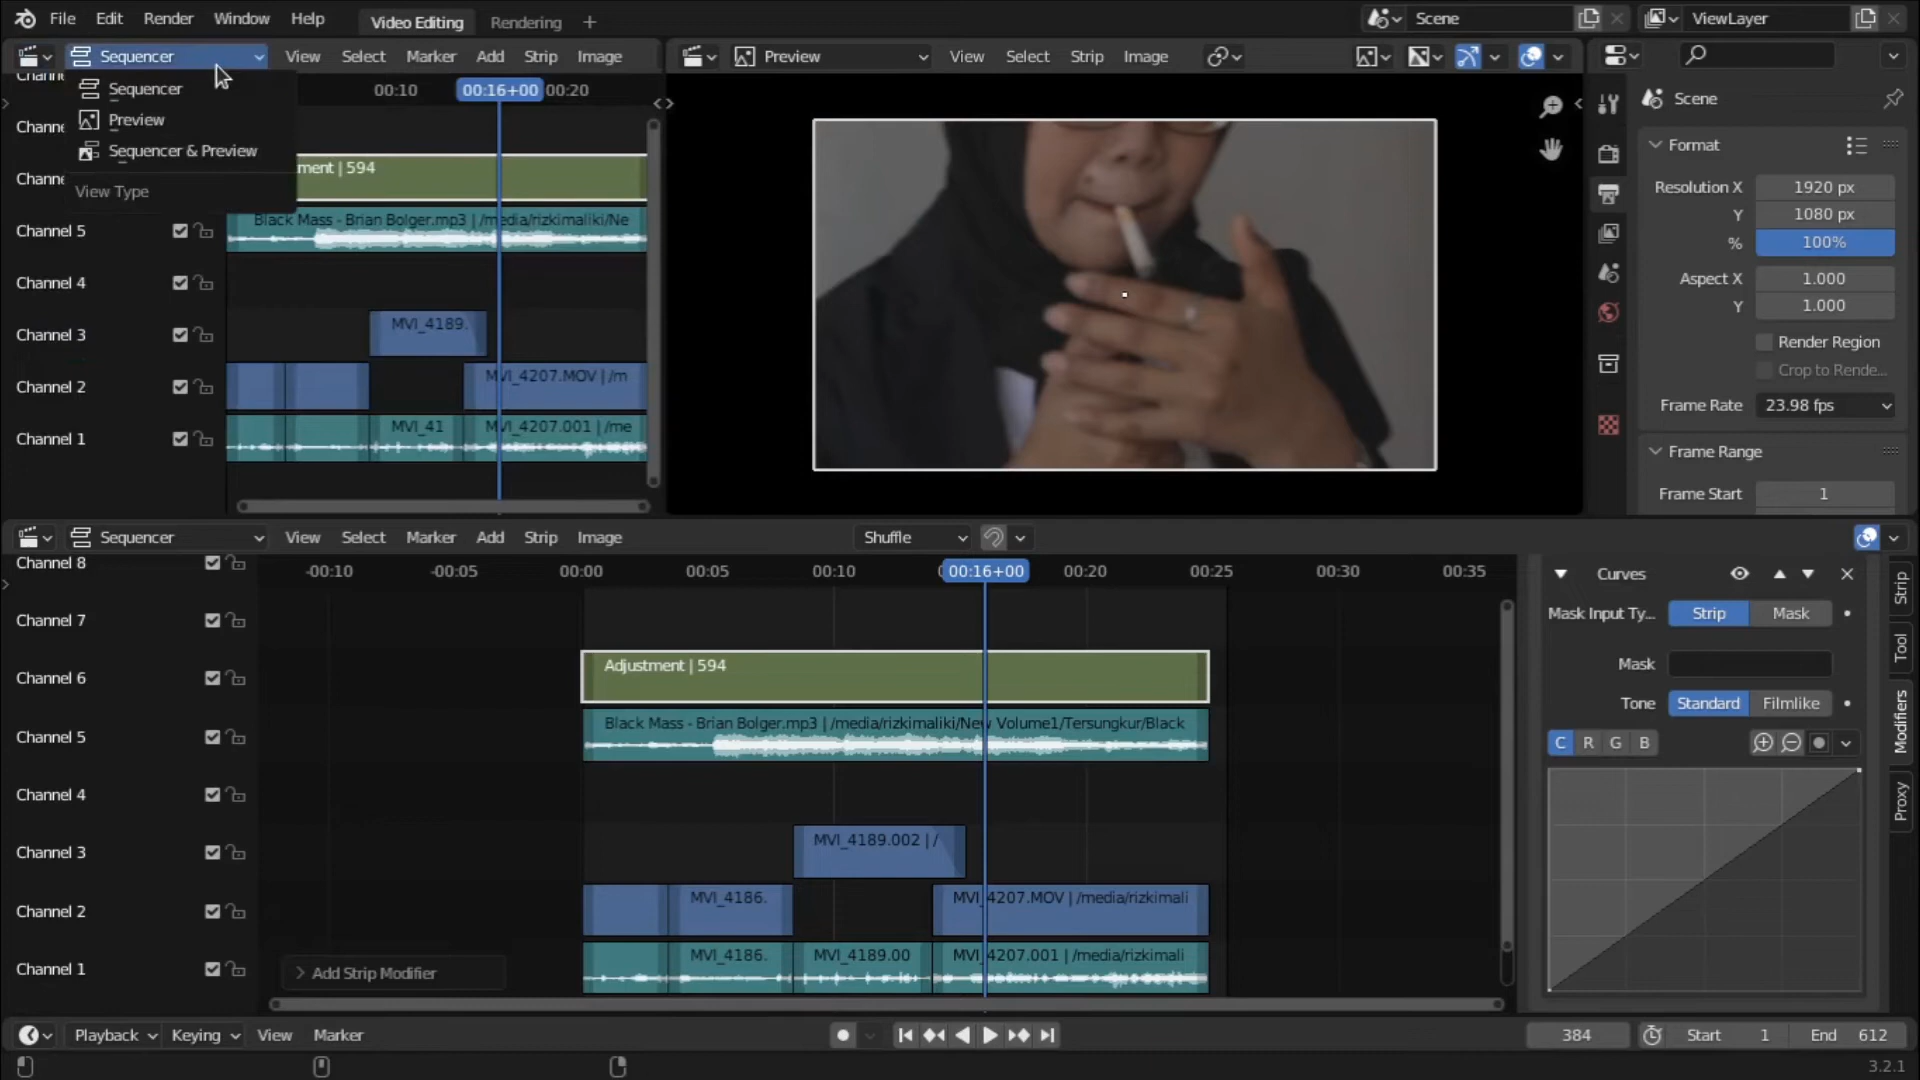 File Edit Render Window Help Video Editing Rendering + Scene ViewLayer
Sequencer View Select Marker Add Strip Image Preview View Select Strip Image
Sequencer 00:10 00:16+00 00:20 Scene
Preview
Sequencer & Preview
View Type
ment | 594
Format
Resolution X 1920 px
Y 1080 px
% 100%
Aspect X 1.000
Y 1.000
Render Region
Crop to Rende...
Frame Rate 23.98 fps
Frame Range
Frame Start 1
Channel 5 Black Mass - Brian Bolger.mp3 | /media/rizkimaliki/Ne
Channel 4
Channel 3 MVI_4189.
Channel 2 MVI_4207.MOV | /m
Channel 1 MVI_41 MVI_4207.001 | /me
Sequencer View Select Marker Add Strip Image Shuffle
Channel 8 -00:10 -00:05 00:00 00:05 00:10 00:16+00 00:20 00:25 00:30 00:35
Channel 7
Channel 6 Adjustment | 594
Channel 5 Black Mass - Brian Bolger.mp3 | /media/rizkimaliki/New Volume1/Tersungkur/Black
Channel 4
Channel 3 MVI_4189.002 | /
Channel 2 MVI_4186. MVI_4207.MOV | /media/rizkimali
Channel 1 MVI_4186. MVI_4189.00 MVI_4207.001 | /media/rizkimali
Add Strip Modifier
Curves
Mask Input Ty... Strip Mask
Mask
Tone Standard Filmlike
C R G B
Strip
Tool
Modifiers
Proxy
Playback Keying View Marker 384 Start 1 End 612
3.2.1